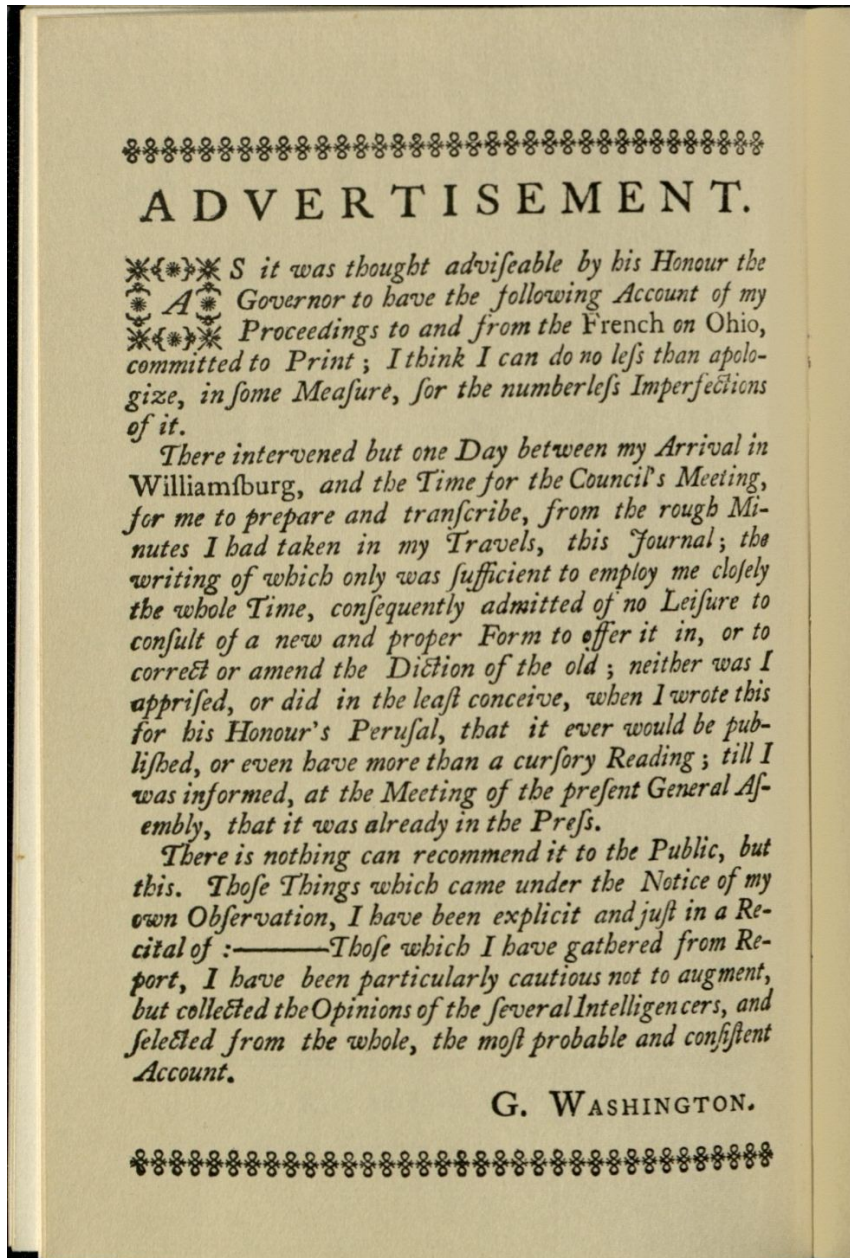 ADVERTISEMENT.
AS it was thought adviſeable by his Honour the
Governor to have the following Account of my
Proceedings to and from the French on Ohio,
committed to Print ; I think I can do no leſs than apolo-
gize, in ſome Meaſure, for the numberleſs Imperfections
of it.
There intervened but one Day between my Arrival in
Williamſburg, and the Time for the Council's Meeting,
for me to prepare and tranſcribe, from the rough Mi-
nutes I had taken in my Travels, this Journal ; the
writing of which only was ſufficient to employ me cloſely
the whole Time, conſequently admitted of no Leiſure to
conſult of a new and proper Form to offer it in, or to
correct or amend the Diction of the old ; neither was I
appriſed, or did in the leaſt conceive, when I wrote this
for his Honour's Peruſal, that it ever would be pub-
liſhed, or even have more than a curſory Reading ; till I
was informed, at the Meeting of the preſent General Aſ-
embly, that it was already in the Preſs.
There is nothing can recommend it to the Public, but
this. Thoſe Things which came under the Notice of my
own Obſervation, I have been explicit and juſt in a Re-
cital of :———Thoſe which I have gathered from Re-
port, I have been particularly cautious not to augment,
but collected the Opinions of the ſeveral Intelligencers, and
ſelected from the whole, the moſt probable and conſiſtent
Account.
G. WASHINGTON.